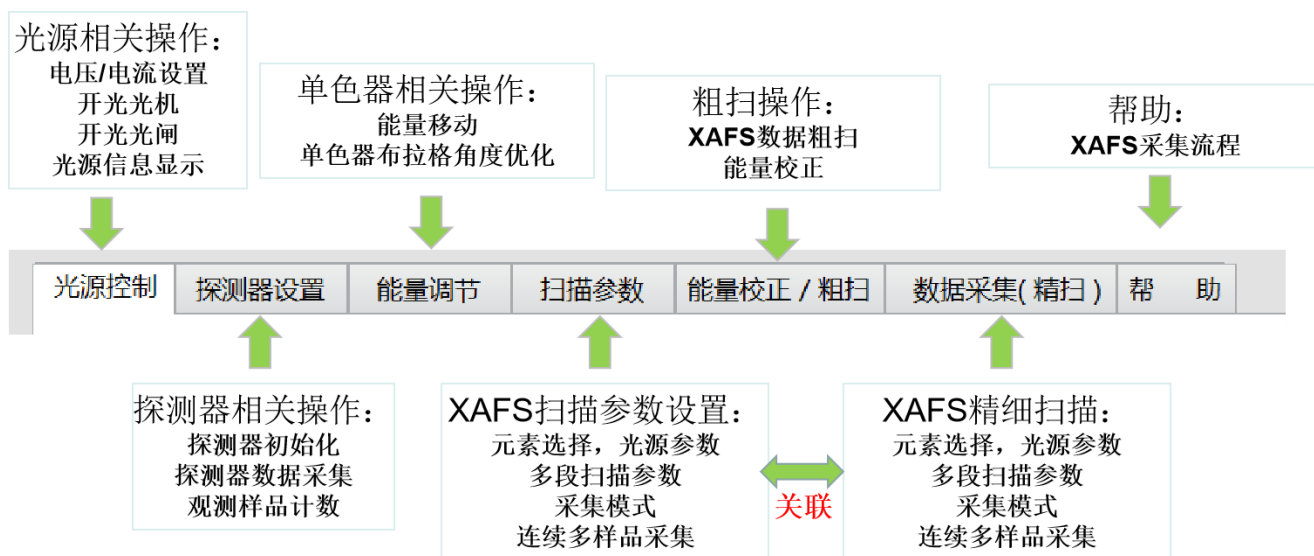 光源相关操作：
电压/电流设置
开光光机
开光光闸
光源信息显示
单色器相关操作：
能量移动
单色器布拉格角度优化
粗扫操作：
XAFS数据粗扫
能量校正
帮助：
XAFS采集流程
光源控制 探测器设置 能量调节 扫描参数 能量校正 / 粗扫 数据采集( 精扫 ) 帮 助
探测器相关操作：
探测器初始化
探测器数据采集
观测样品计数
XAFS扫描参数设置：
元素选择，光源参数
多段扫描参数
采集模式
连续多样品采集
关联
XAFS精细扫描：
元素选择，光源参数
多段扫描参数
采集模式
连续多样品采集